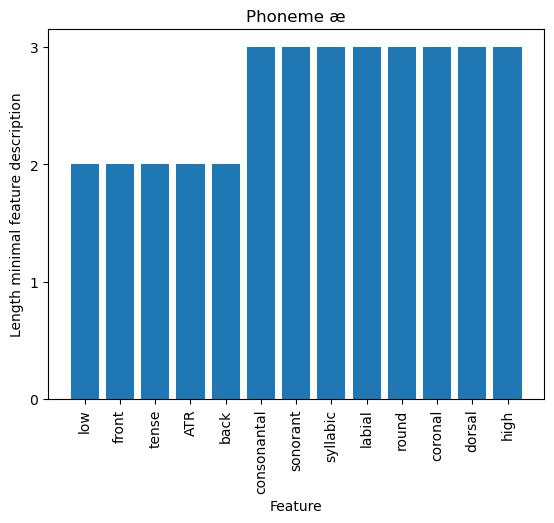 Phoneme æ
Length minimal feature description
3
2
1
0
low
front
tense
ATR
back
consonantal
sonorant
syllabic
labial
round
coronal
dorsal
high
Feature